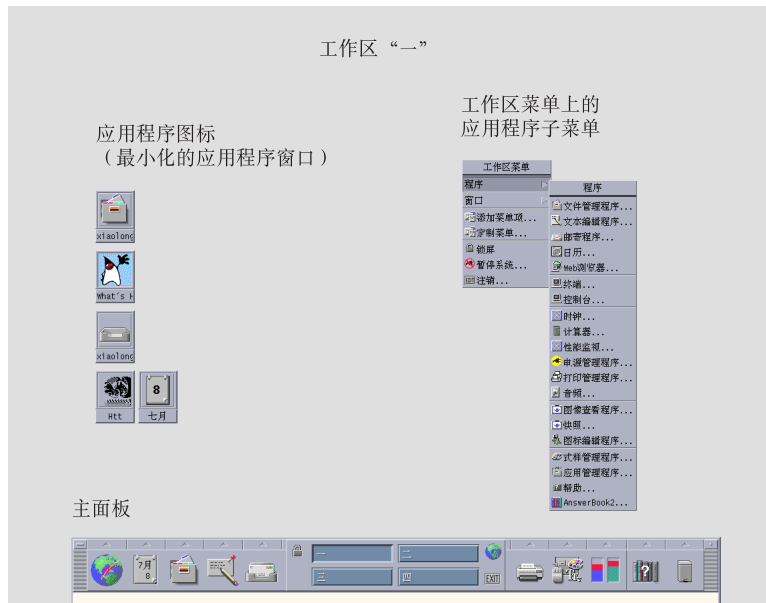 工作区“一”
应用程序图标
（最小化的应用程序窗口）
xiaolong
What's H
xiaolong
Htt
8
七月
工作区菜单上的
应用程序子菜单
工作区菜单
程序
窗口
添加菜单项...
定制菜单...
锁屏
暂停系统...
注销...
程序
文件管理程序...
文本编辑程序...
邮寄程序...
日历...
Web浏览器...
终端...
控制台...
时钟...
计算器...
性能监视...
电源管理程序...
打印管理程序...
音频...
图像查看程序...
快照...
图标编辑程序...
式样管理程序...
应用管理程序...
帮助...
AnswerBook2...
主面板
7月
8
一
二
三
四
EXIT
?